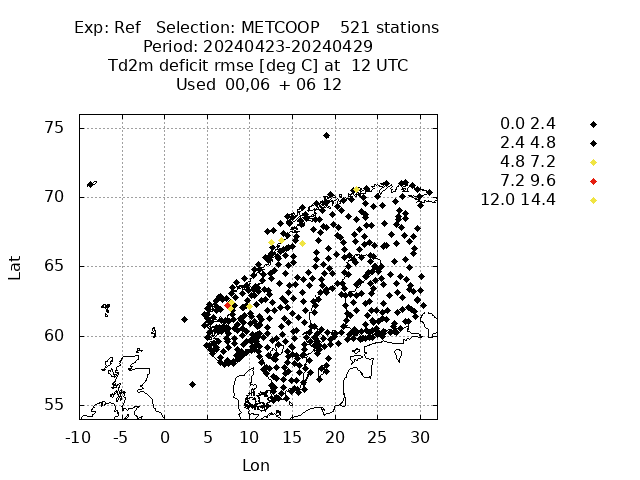 Exp: Ref   Selection: METCOOP    521 stations
Period: 20240423-20240429
Td2m deficit rmse [deg C] at  12 UTC
Used  00,06  + 06 12
0.0 2.4
2.4 4.8
4.8 7.2
7.2 9.6
12.0 14.4
75
70
65
60
55
Lat
-10 -5 0 5 10 15 20 25 30
Lon